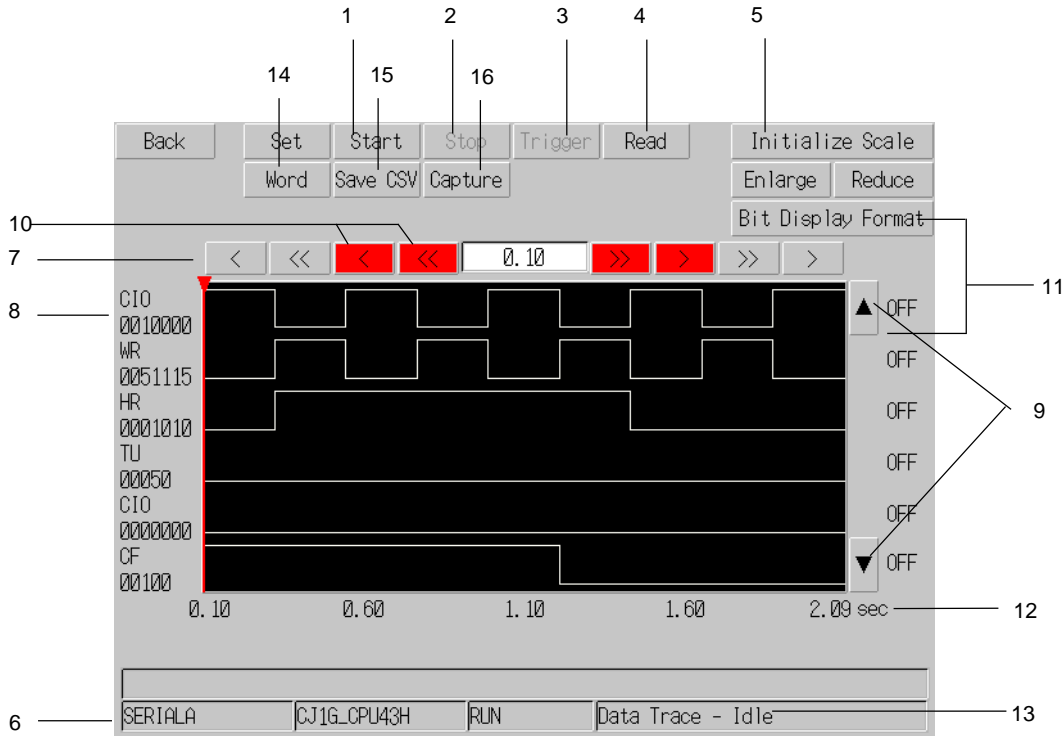 1 2 3 4 5
14 15 16
Back Set Start Stop Trigger Read Initialize Scale
Word Save CSV Capture Enlarge Reduce
Bit Display Format
10
7 < << < << 0.10 >> > >> >
11
8 CIO 0010000 ▲ OFF
WR 0051115 OFF
HR 0001010 OFF
9
TU 00050 OFF
CIO 0000000 OFF
CF 00100 ▼ OFF
0.10 0.60 1.10 1.60 2.09 sec 12
6 SERIALA CJ1G_CPU43H RUN Data Trace - Idle 13